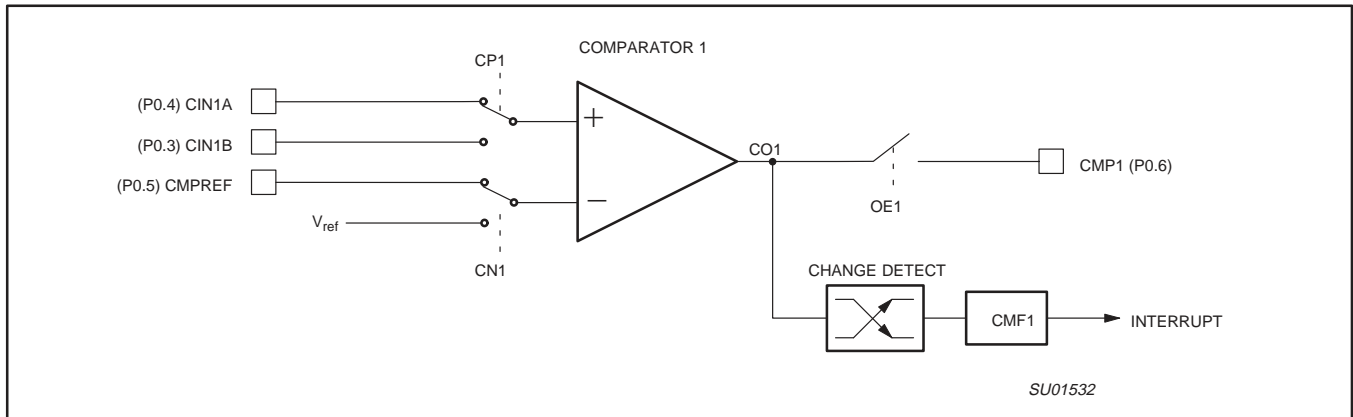 COMPARATOR 1
CP1
(P0.4) CIN1A
+
(P0.3) CIN1B
CO1
CMP1 (P0.6)
(P0.5) CMPREF
−
OE1
Vref
CN1
CHANGE DETECT
CMF1
INTERRUPT
SU01532